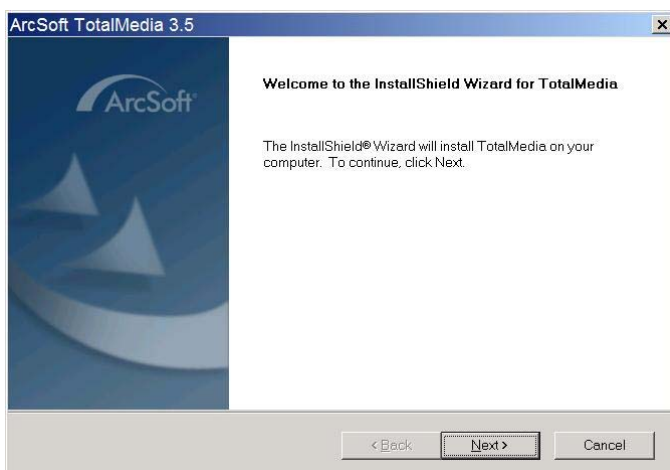 ArcSoft TotalMedia 3.5
ArcSoft
Welcome to the InstallShield Wizard for TotalMedia
The InstallShield® Wizard will install TotalMedia on your
computer. To continue, click Next.
< Back
Next >
Cancel